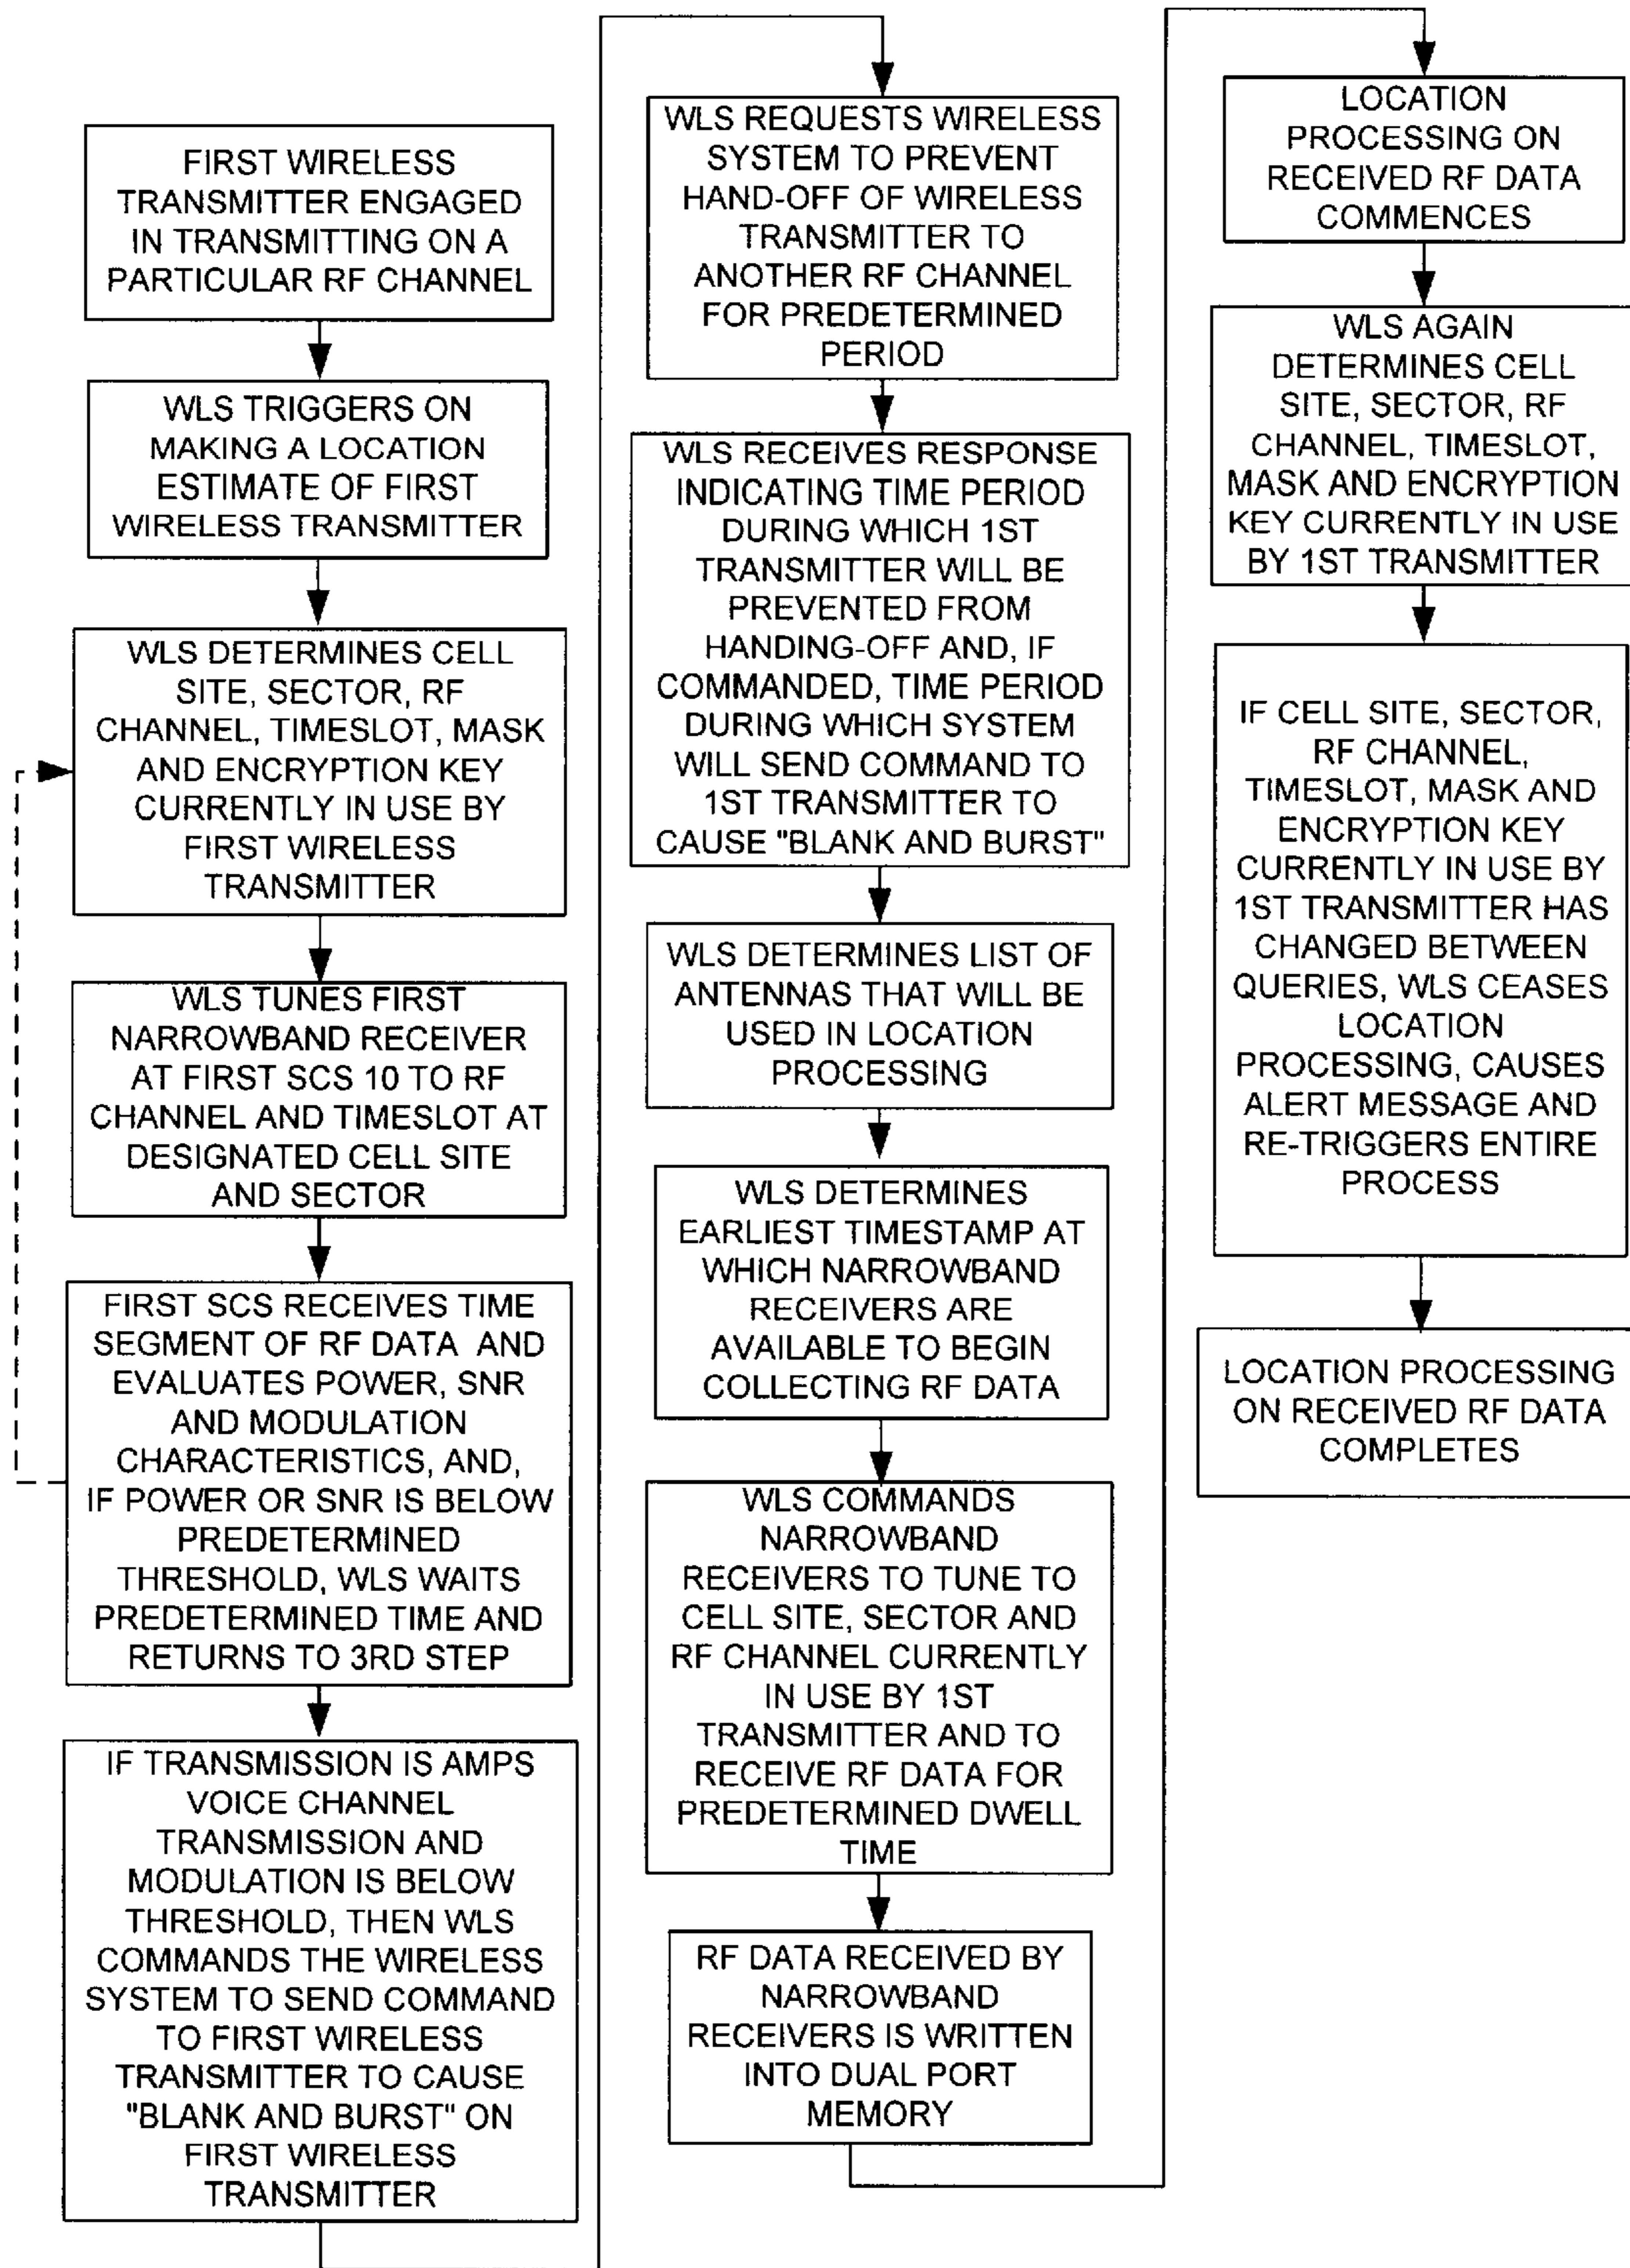 FIRST WIRELESS
TRANSMITTER ENGAGED
IN TRANSMITTING ON A
PARTICULAR RF CHANNEL
WLS TRIGGERS ON
MAKING A LOCATION
ESTIMATE OF FIRST
WIRELESS TRANSMITTER
WLS DETERMINES CELL
SITE, SECTOR, RF
CHANNEL, TIMESLOT, MASK
AND ENCRYPTION KEY
CURRENTLY IN USE BY
FIRST WIRELESS
TRANSMITTER
WLS TUNES FIRST
NARROWBAND RECEIVER
AT FIRST SCS 10 TO RF
CHANNEL AND TIMESLOT AT
DESIGNATED CELL SITE
AND SECTOR
FIRST SCS RECEIVES TIME
SEGMENT OF RF DATA AND
EVALUATES POWER, SNR
AND MODULATION
CHARACTERISTICS, AND,
IF POWER OR SNR IS BELOW
PREDETERMINED
THRESHOLD, WLS WAITS
PREDETERMINED TIME AND
RETURNS TO 3RD STEP
IF TRANSMISSION IS AMPS
VOICE CHANNEL
TRANSMISSION AND
MODULATION IS BELOW
THRESHOLD, THEN WLS
COMMANDS THE WIRELESS
SYSTEM TO SEND COMMAND
TO FIRST WIRELESS
TRANSMITTER TO CAUSE
"BLANK AND BURST" ON
FIRST WIRELESS
TRANSMITTER
WLS REQUESTS WIRELESS
SYSTEM TO PREVENT
HAND-OFF OF WIRELESS
TRANSMITTER TO
ANOTHER RF CHANNEL
FOR PREDETERMINED
PERIOD
WLS RECEIVES RESPONSE
INDICATING TIME PERIOD
DURING WHICH 1ST
TRANSMITTER WILL BE
PREVENTED FROM
HANDING-OFF AND, IF
COMMANDED, TIME PERIOD
DURING WHICH SYSTEM
WILL SEND COMMAND TO
1ST TRANSMITTER TO
CAUSE "BLANK AND BURST"
WLS DETERMINES LIST OF
ANTENNAS THAT WILL BE
USED IN LOCATION
PROCESSING
WLS DETERMINES
EARLIEST TIMESTAMP AT
WHICH NARROWBAND
RECEIVERS ARE
AVAILABLE TO BEGIN
COLLECTING RF DATA
WLS COMMANDS
NARROWBAND
RECEIVERS TO TUNE TO
CELL SITE, SECTOR AND
RF CHANNEL CURRENTLY
IN USE BY 1ST
TRANSMITTER AND TO
RECEIVE RF DATA FOR
PREDETERMINED DWELL
TIME
RF DATA RECEIVED BY
NARROWBAND
RECEIVERS IS WRITTEN
INTO DUAL PORT
MEMORY
LOCATION
PROCESSING ON
RECEIVED RF DATA
COMMENCES
WLS AGAIN
DETERMINES CELL
SITE, SECTOR, RF
CHANNEL, TIMESLOT,
MASK AND ENCRYPTION
KEY CURRENTLY IN USE
BY 1ST TRANSMITTER
IF CELL SITE, SECTOR,
RF CHANNEL,
TIMESLOT, MASK AND
ENCRYPTION KEY
CURRENTLY IN USE BY
1ST TRANSMITTER HAS
CHANGED BETWEEN
QUERIES, WLS CEASES
LOCATION
PROCESSING, CAUSES
ALERT MESSAGE AND
RE-TRIGGERS ENTIRE
PROCESS
LOCATION PROCESSING
ON RECEIVED RF DATA
COMPLETES